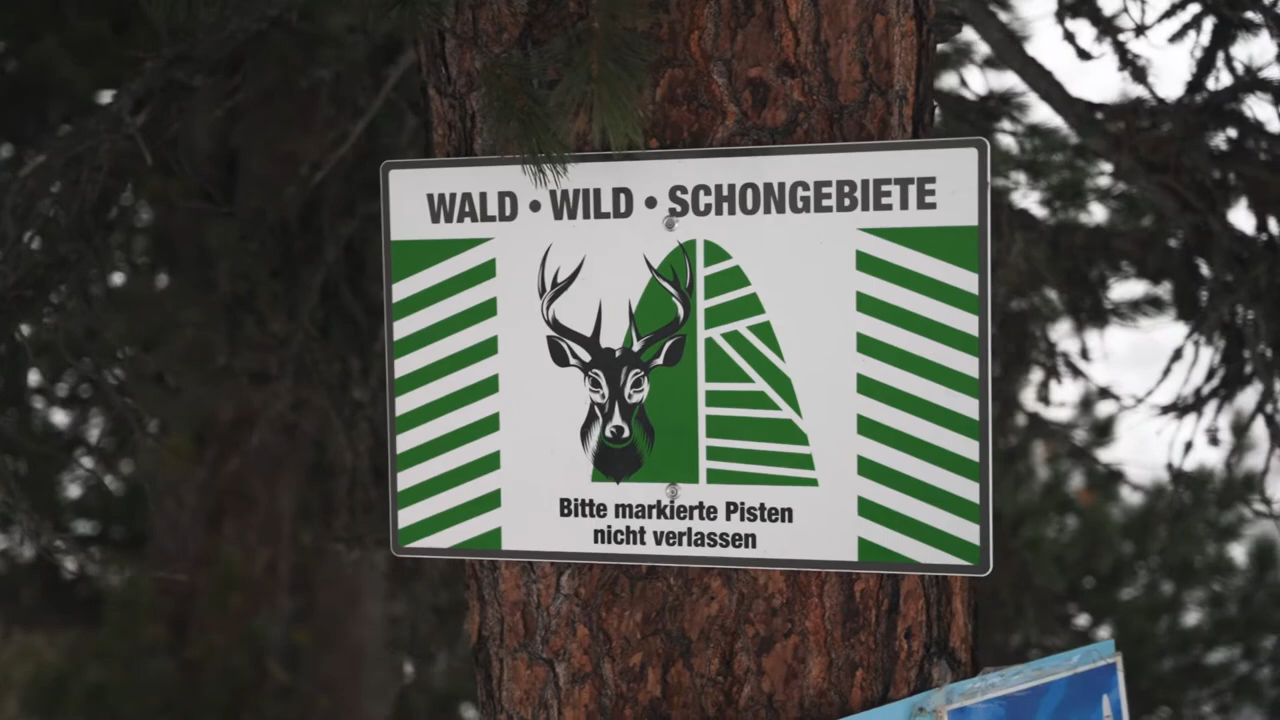 WALD • WILD • SCHONGEBIETE
Bitte markierte Pisten
nicht verlassen